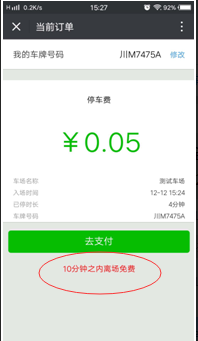 H 0.2K/s 15:27 92%
当前订单
我的车牌号码 川M7475A 修改
停车费
¥0.05
车场名称 测试车场
入场时间 12-12 15:24
已停时长 4分钟
车牌号码 川M7475A
去支付
10分钟之内离场免费